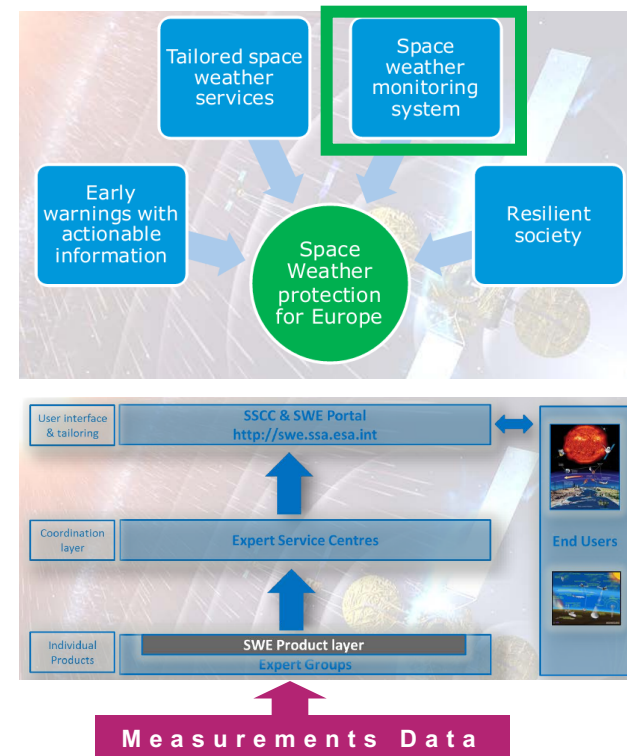 Tailored space
weather
services
Space
weather
monitoring
system
Early
warnings with
actionable
information
Resilient
society
Space
Weather
protection
for Europe
User interface
& tailoring
SSCC & SWE Portal
http://swe.ssa.esa.int
Coordination
layer
Expert Service Centres
End Users
Individual
Products
SWE Product layer
Expert Groups
Measurements Data